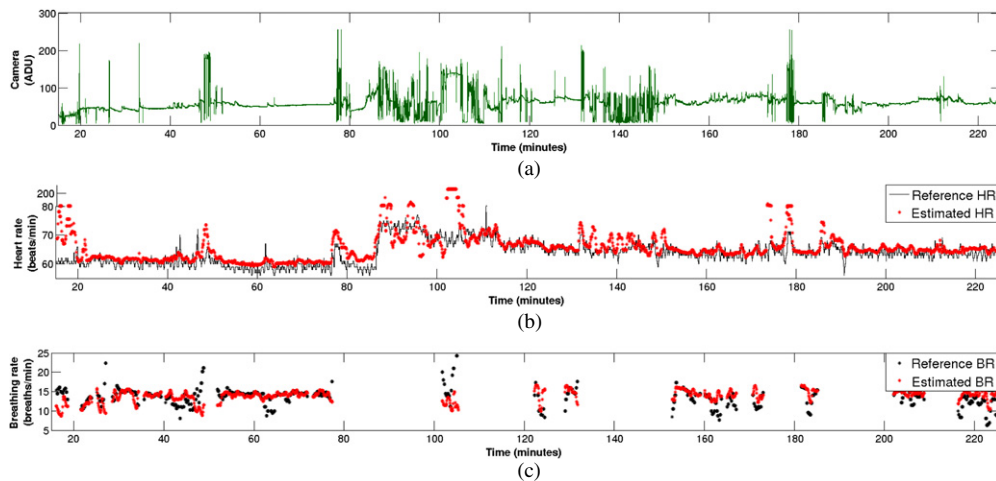 300
200
100
0
Camera
(ADU)
20 40 60 80 100 120 140 160 180 200 220
Time (minutes)
(a)
200
80
70
60
Heart rate
(beats/min)
Reference HR
Estimated HR
20 40 60 80 100 120 140 160 180 200 220
Time (minutes)
(b)
25
20
15
10
5
Breathing rate
(breaths/min)
Reference BR
Estimated BR
20 40 60 80 100 120 140 160 180 200 220
Time (minutes)
(c)